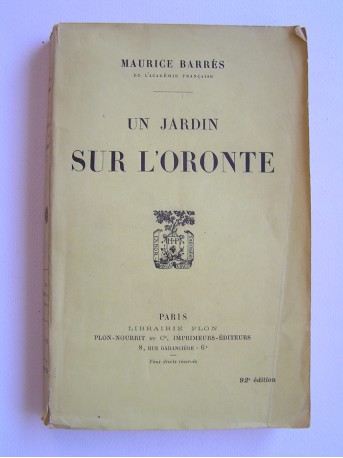 MAURICE BARRÈS
DE L'ACADÉMIE FRANÇAISE
UN JARDIN
SUR L'ORONTE
PARIS
LIBRAIRIE PLON
PLON-NOURRIT ET Cie, IMPRIMEURS-ÉDITEURS
8, RUE GARANCIÈRE - 6e
Tous droits réservés
92e édition